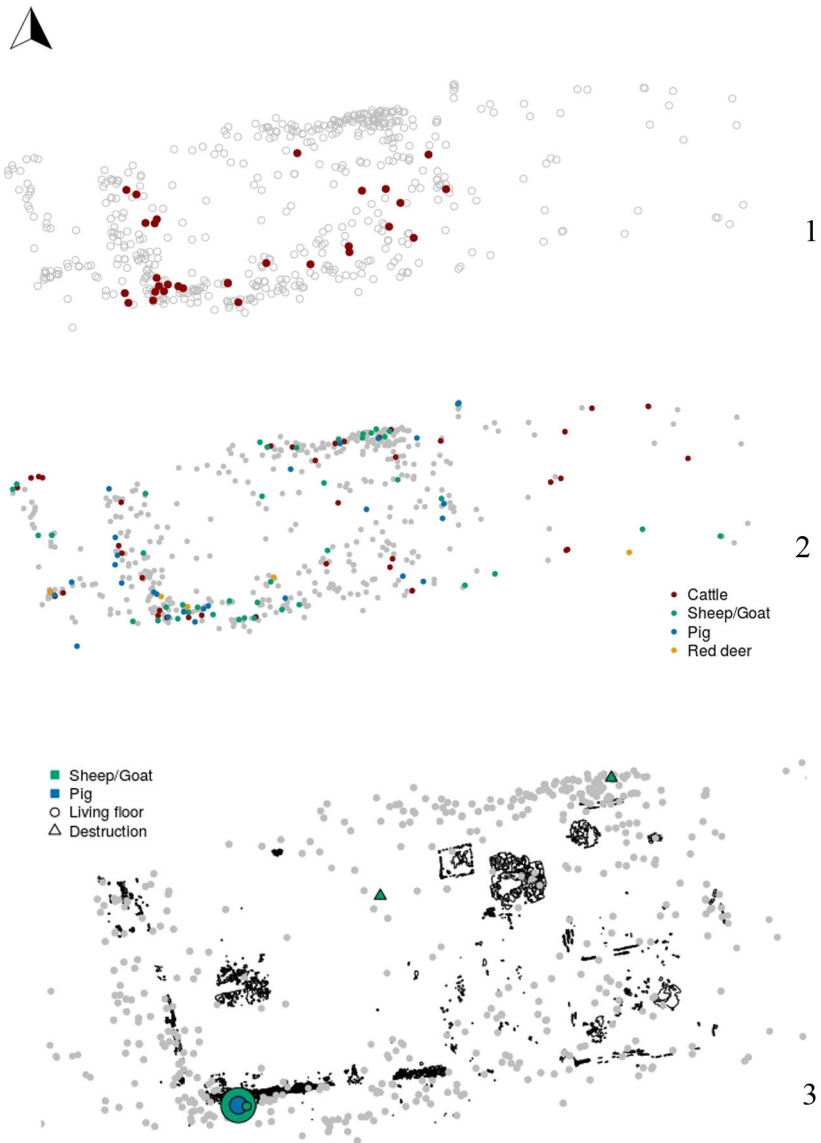 1
2
Cattle
Sheep/Goat
Pig
Red deer
Sheep/Goat
Pig
Living floor
Destruction
3